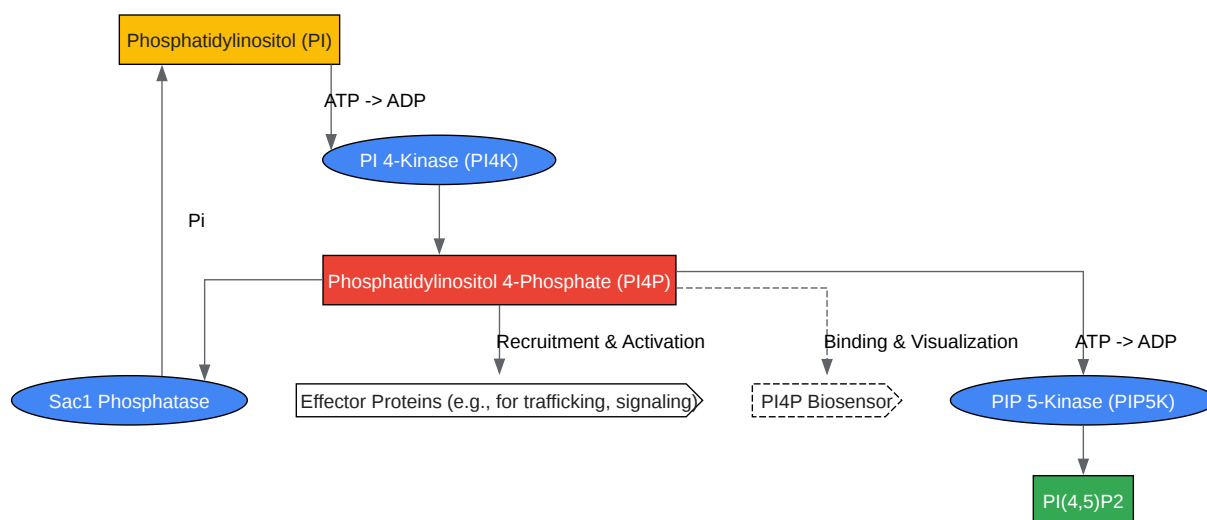 Phosphatidylinositol (PI)
ATP -> ADP
PI 4-Kinase (PI4K)
Pi
Phosphatidylinositol 4-Phosphate (PI4P)
Recruitment & Activation
Binding & Visualization
ATP -> ADP
Sac1 Phosphatase
Effector Proteins (e.g., for trafficking, signaling)
PI4P Biosensor
PIP 5-Kinase (PIP5K)
PI(4,5)P2